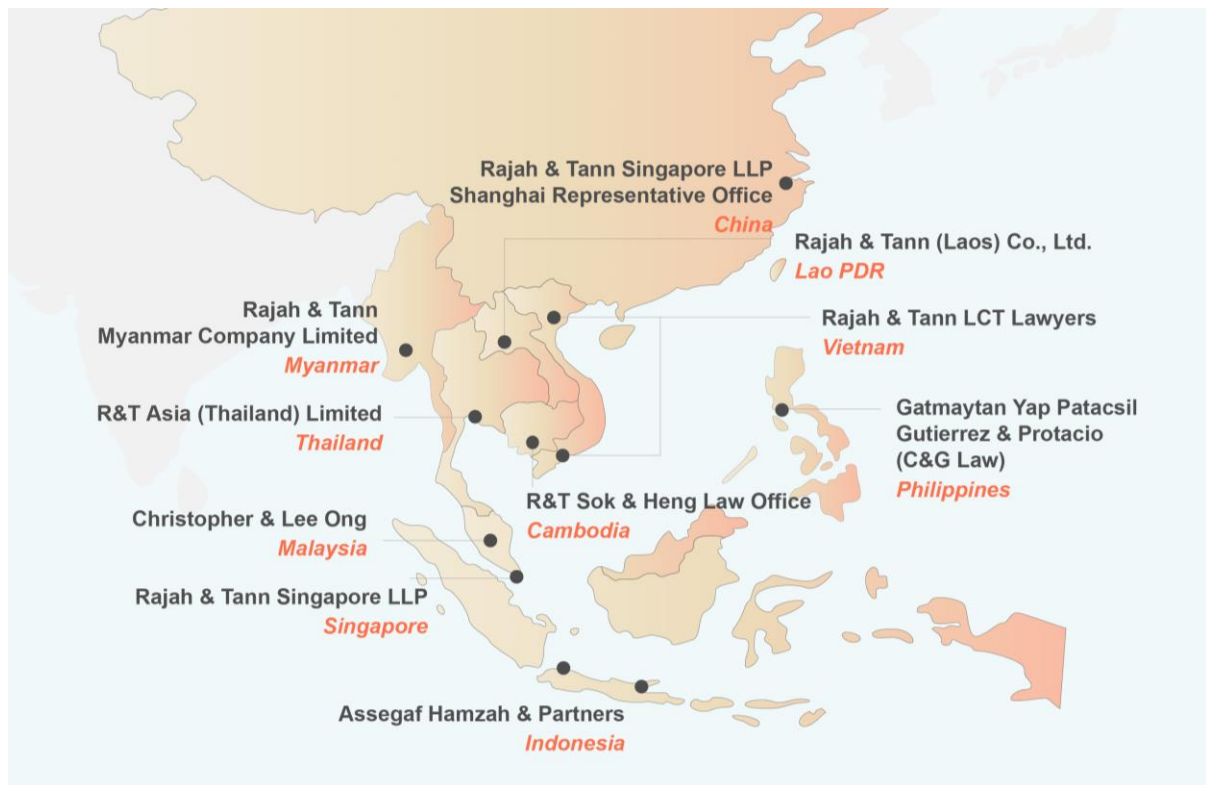 Rajah & Tann Singapore LLP
Shanghai Representative Office
China
Rajah & Tann (Laos) Co., Ltd.
Lao PDR
Rajah & Tann
Myanmar Company Limited
Myanmar
Rajah & Tann LCT Lawyers
Vietnam
R&T Asia (Thailand) Limited
Thailand
Gatmaytan Yap Patacsil
Gutierrez & Protacio
(C&G Law)
Philippines
R&T Sok & Heng Law Office
Cambodia
Christopher & Lee Ong
Malaysia
Rajah & Tann Singapore LLP
Singapore
Assegaf Hamzah & Partners
Indonesia